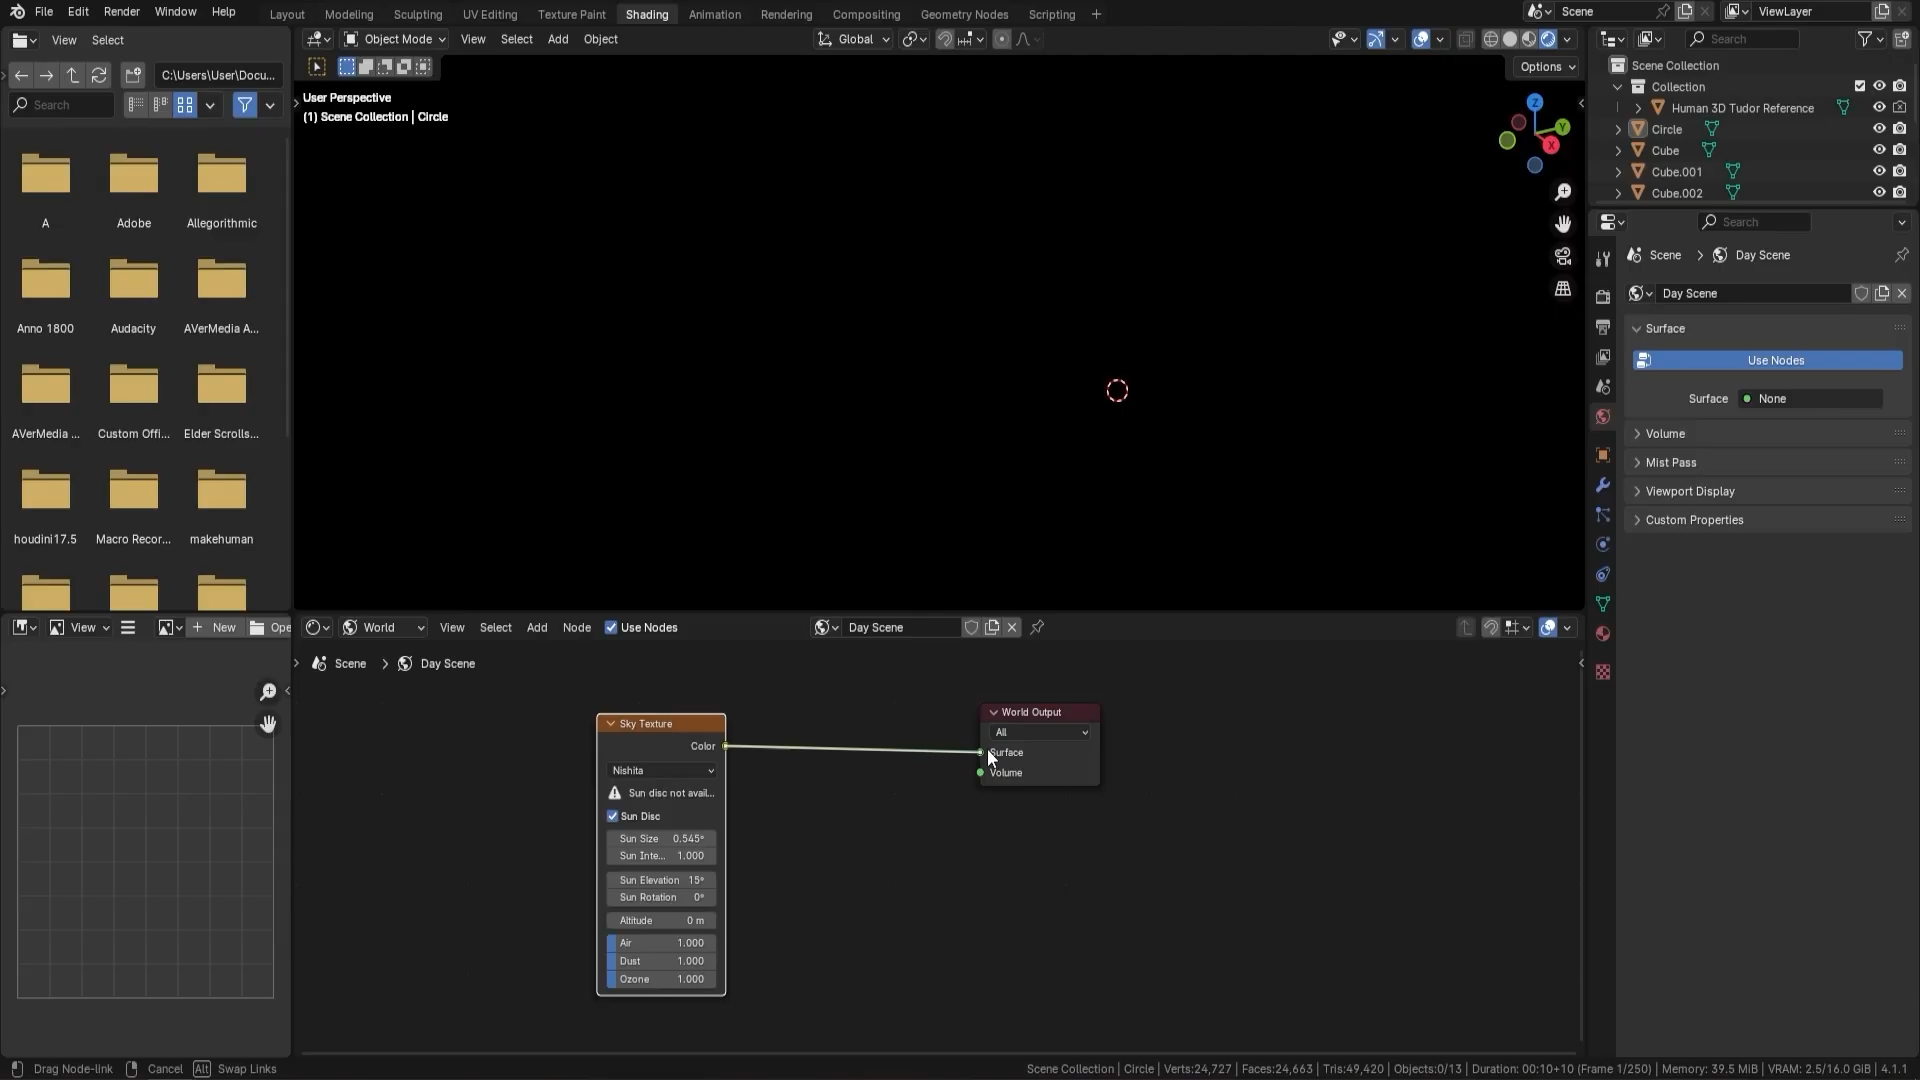 File Edit Render Window Help Layout Modeling Sculpting UV Editing Texture Paint Shading Animation Rendering Compositing Geometry Nodes Scripting + Scene ViewLayer
View Select Object Mode View Select Add Object Global Search
C:\Users\User\Docu... Options
Search
User Perspective
(1) Scene Collection | Circle
Z
Y
X
Scene Collection
Collection
Human 3D Tudor Reference
Circle
Cube
Cube.001
Cube.002
Search
Scene > Day Scene
Day Scene
Surface
Use Nodes
Surface None
Volume
Mist Pass
Viewport Display
Custom Properties
A Adobe Allegorithmic
Anno 1800 Audacity AVerMedia A...
AVerMedia ... Custom Offi... Elder Scrolls...
houdini17.5 Macro Recor... makehuman
View + New Ope
World View Select Add Node Use Nodes Day Scene
Scene > Day Scene
Sky Texture
Color
Nishita
Sun disc not avail...
Sun Disc
Sun Size 0.545°
Sun Inte... 1.000
Sun Elevation 15°
Sun Rotation 0°
Altitude 0 m
Air 1.000
Dust 1.000
Ozone 1.000
World Output
All
Surface
Volume
Drag Node-link Cancel Alt Swap Links
Scene Collection | Circle | Verts:24,727 | Faces:24,663 | Tris:49,420 | Objects:0/13 | Duration: 00:10+10 (Frame 1/250) | Memory: 39.5 MiB | VRAM: 2.5/16.0 GiB | 4.1.1